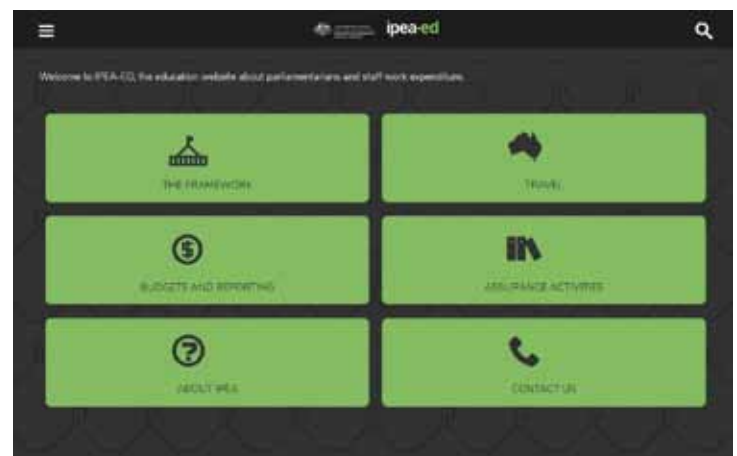 ipea-ed
Welcome to IPEA-ED, the education website about parliamentarians and staff work expenditure.
THE FRAMEWORK
TRAVEL
BUDGETS AND REPORTING
ASSURANCE ACTIVITIES
ABOUT IPEA
CONTACT US